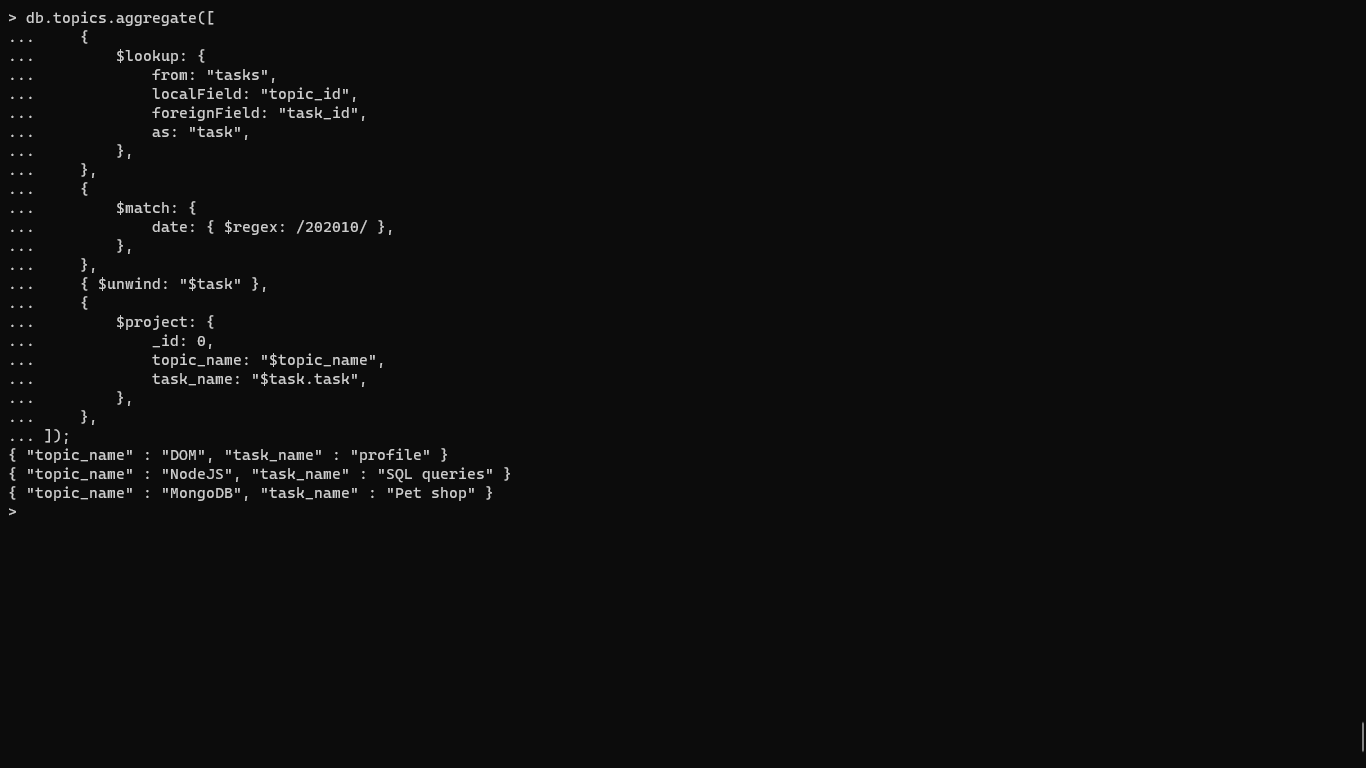 > db.topics.aggregate([
...     {
...         $lookup: {
...             from: "tasks",
...             localField: "topic_id",
...             foreignField: "task_id",
...             as: "task",
...         },
...     },
...     {
...         $match: {
...             date: { $regex: /202010/ },
...         },
...     },
...     { $unwind: "$task" },
...     {
...         $project: {
...             _id: 0,
...             topic_name: "$topic_name",
...             task_name: "$task.task",
...         },
...     },
... ]);
{ "topic_name" : "DOM", "task_name" : "profile" }
{ "topic_name" : "NodeJS", "task_name" : "SQL queries" }
{ "topic_name" : "MongoDB", "task_name" : "Pet shop" }
>